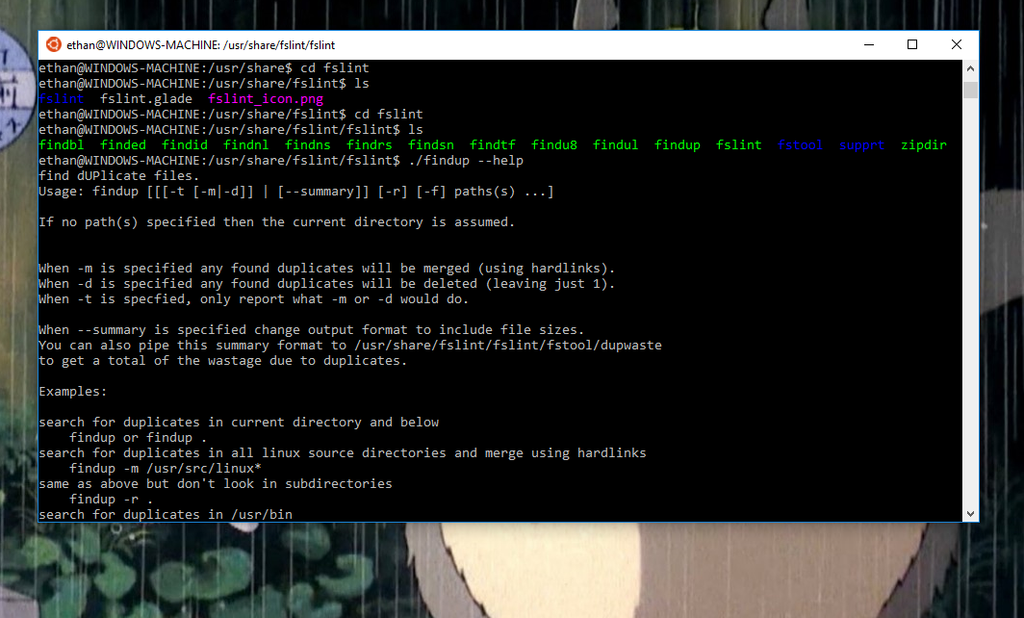 ethan@WINDOWS-MACHINE: /usr/share/fslint/fslint
ethan@WINDOWS-MACHINE:/usr/share$ cd fslint
ethan@WINDOWS-MACHINE:/usr/share/fslint$ ls
fslint  fslint.glade  fslint_icon.png
ethan@WINDOWS-MACHINE:/usr/share/fslint$ cd fslint
ethan@WINDOWS-MACHINE:/usr/share/fslint/fslint$ ls
findbl  finded  findid  findnl  findns  findrs  findsn  findtf  findu8  findul  findup  fslint  fstool  supprt  zipdir
ethan@WINDOWS-MACHINE:/usr/share/fslint/fslint$ ./findup --help
find dUPlicate files.
Usage: findup [[[-t [-m|-d]] | [--summary]] [-r] [-f] paths(s) ...]
If no path(s) specified then the current directory is assumed.
When -m is specified any found duplicates will be merged (using hardlinks).
When -d is specified any found duplicates will be deleted (leaving just 1).
When -t is specfied, only report what -m or -d would do.
When --summary is specified change output format to include file sizes.
You can also pipe this summary format to /usr/share/fslint/fslint/fstool/dupwaste
to get a total of the wastage due to duplicates.
Examples:
search for duplicates in current directory and below
    findup or findup .
search for duplicates in all linux source directories and merge using hardlinks
    findup -m /usr/src/linux*
same as above but don't look in subdirectories
    findup -r .
search for duplicates in /usr/bin